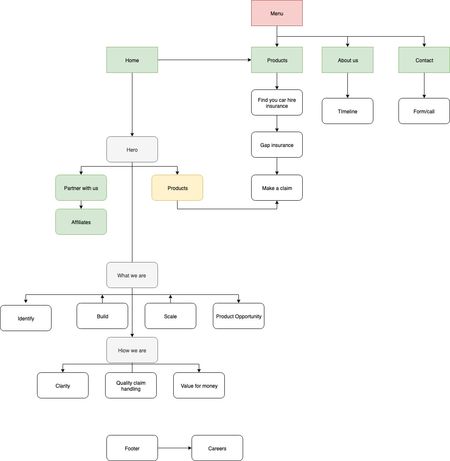 Menu
Home
Products
About us
Contact
Find you car hire
insurance
Timeline
Form/call
Gap insurance
Hero
Partner with us
Products
Make a claim
Affiliates
What we are
Identify
Build
Scale
Product Opportunity
How we are
Clarity
Quality claim
handling
Value for money
Footer
Careers